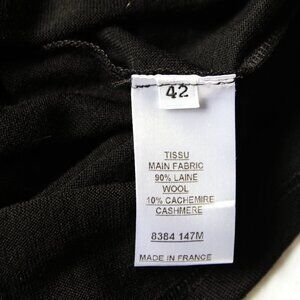 42
TISSU
MAIN FABRIC
90% LAINE
WOOL
10% CACHEMIRE
CASHMERE
8384 147M
MADE IN FRANCE